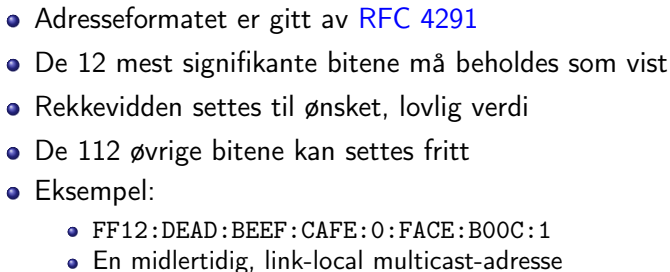 Adresseformatet er gitt av RFC 4291
De 12 mest signifikante bitene må beholdes som vist
Rekkevidden settes til ønsket, lovlig verdi
De 112 øvrige bitene kan settes fritt
Eksempel:
FF12:DEAD:BEEF:CAFE:0:FACE:B00C:1
En midlertidig, link-local multicast-adresse